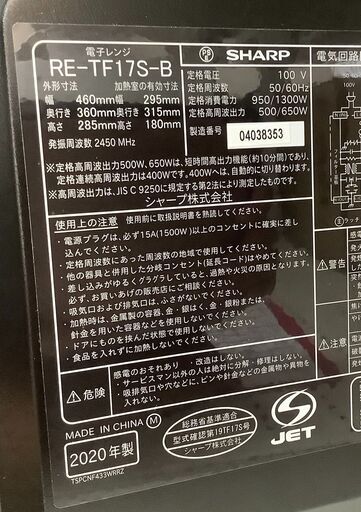 電子レンジ
RE-TF17S-B
外形寸法 加熱室の有効寸法
幅 460mm 幅 295mm
奥行き 360mm 奥行き 315mm
高さ 285mm 高さ 180mm
発振周波数 2450 MHz
PS E
SHARP
定格電圧 100 V
定格周波数 50/60Hz
定格消費電力 950/1300W
定格高周波出力 500/650W
製造番号 04038353
電気回路
※定格高周波出力500W、650Wは、短時間高出力機能(約10分間)であり、
定格連続高周波出力は400Wです。400Wへは、自動的に切り替わります。
※高周波出力は、JIS C 9250に規定する第2法により測定したものです。
シャープ株式会社
使用上の注意 使用前に取扱説明書を熟読してください。
・電源プラグは、必ず15A(1500W)以上のコンセントに確実に差し
込んでください。
・定格周波数にあった周波数の地域で使用してください。
・他の器具と併用した分岐コンセント(延長コード)はやめてください。
・差し込みがゆるくグラグラしていると、過熱や火災の原因になります。
必ず、お買いあげの販売店にご相談ください。
・吸気口および排気口は、ふさがないでください。
・加熱時は、金属製の容器、金・銀、くし、金・銀粉または、
針金を用いた容器などを使用しないでください。
・ドアにものを挟んだ状態で使用しないでください。
・食品を入れずに加熱しないでください。
危険
感電のおそれあり ・改造はしない。
・サービスマン以外の人は絶対に分解・修理はしない。
・吸排気口や穴などに、ピンや針金などの金属物や異物を
警告
MADE IN CHINA M
2020年製
TSPCNF433WRRZ
総務省基準適合
型式確認第19TF17S号
シャープ株式会社
S
JET